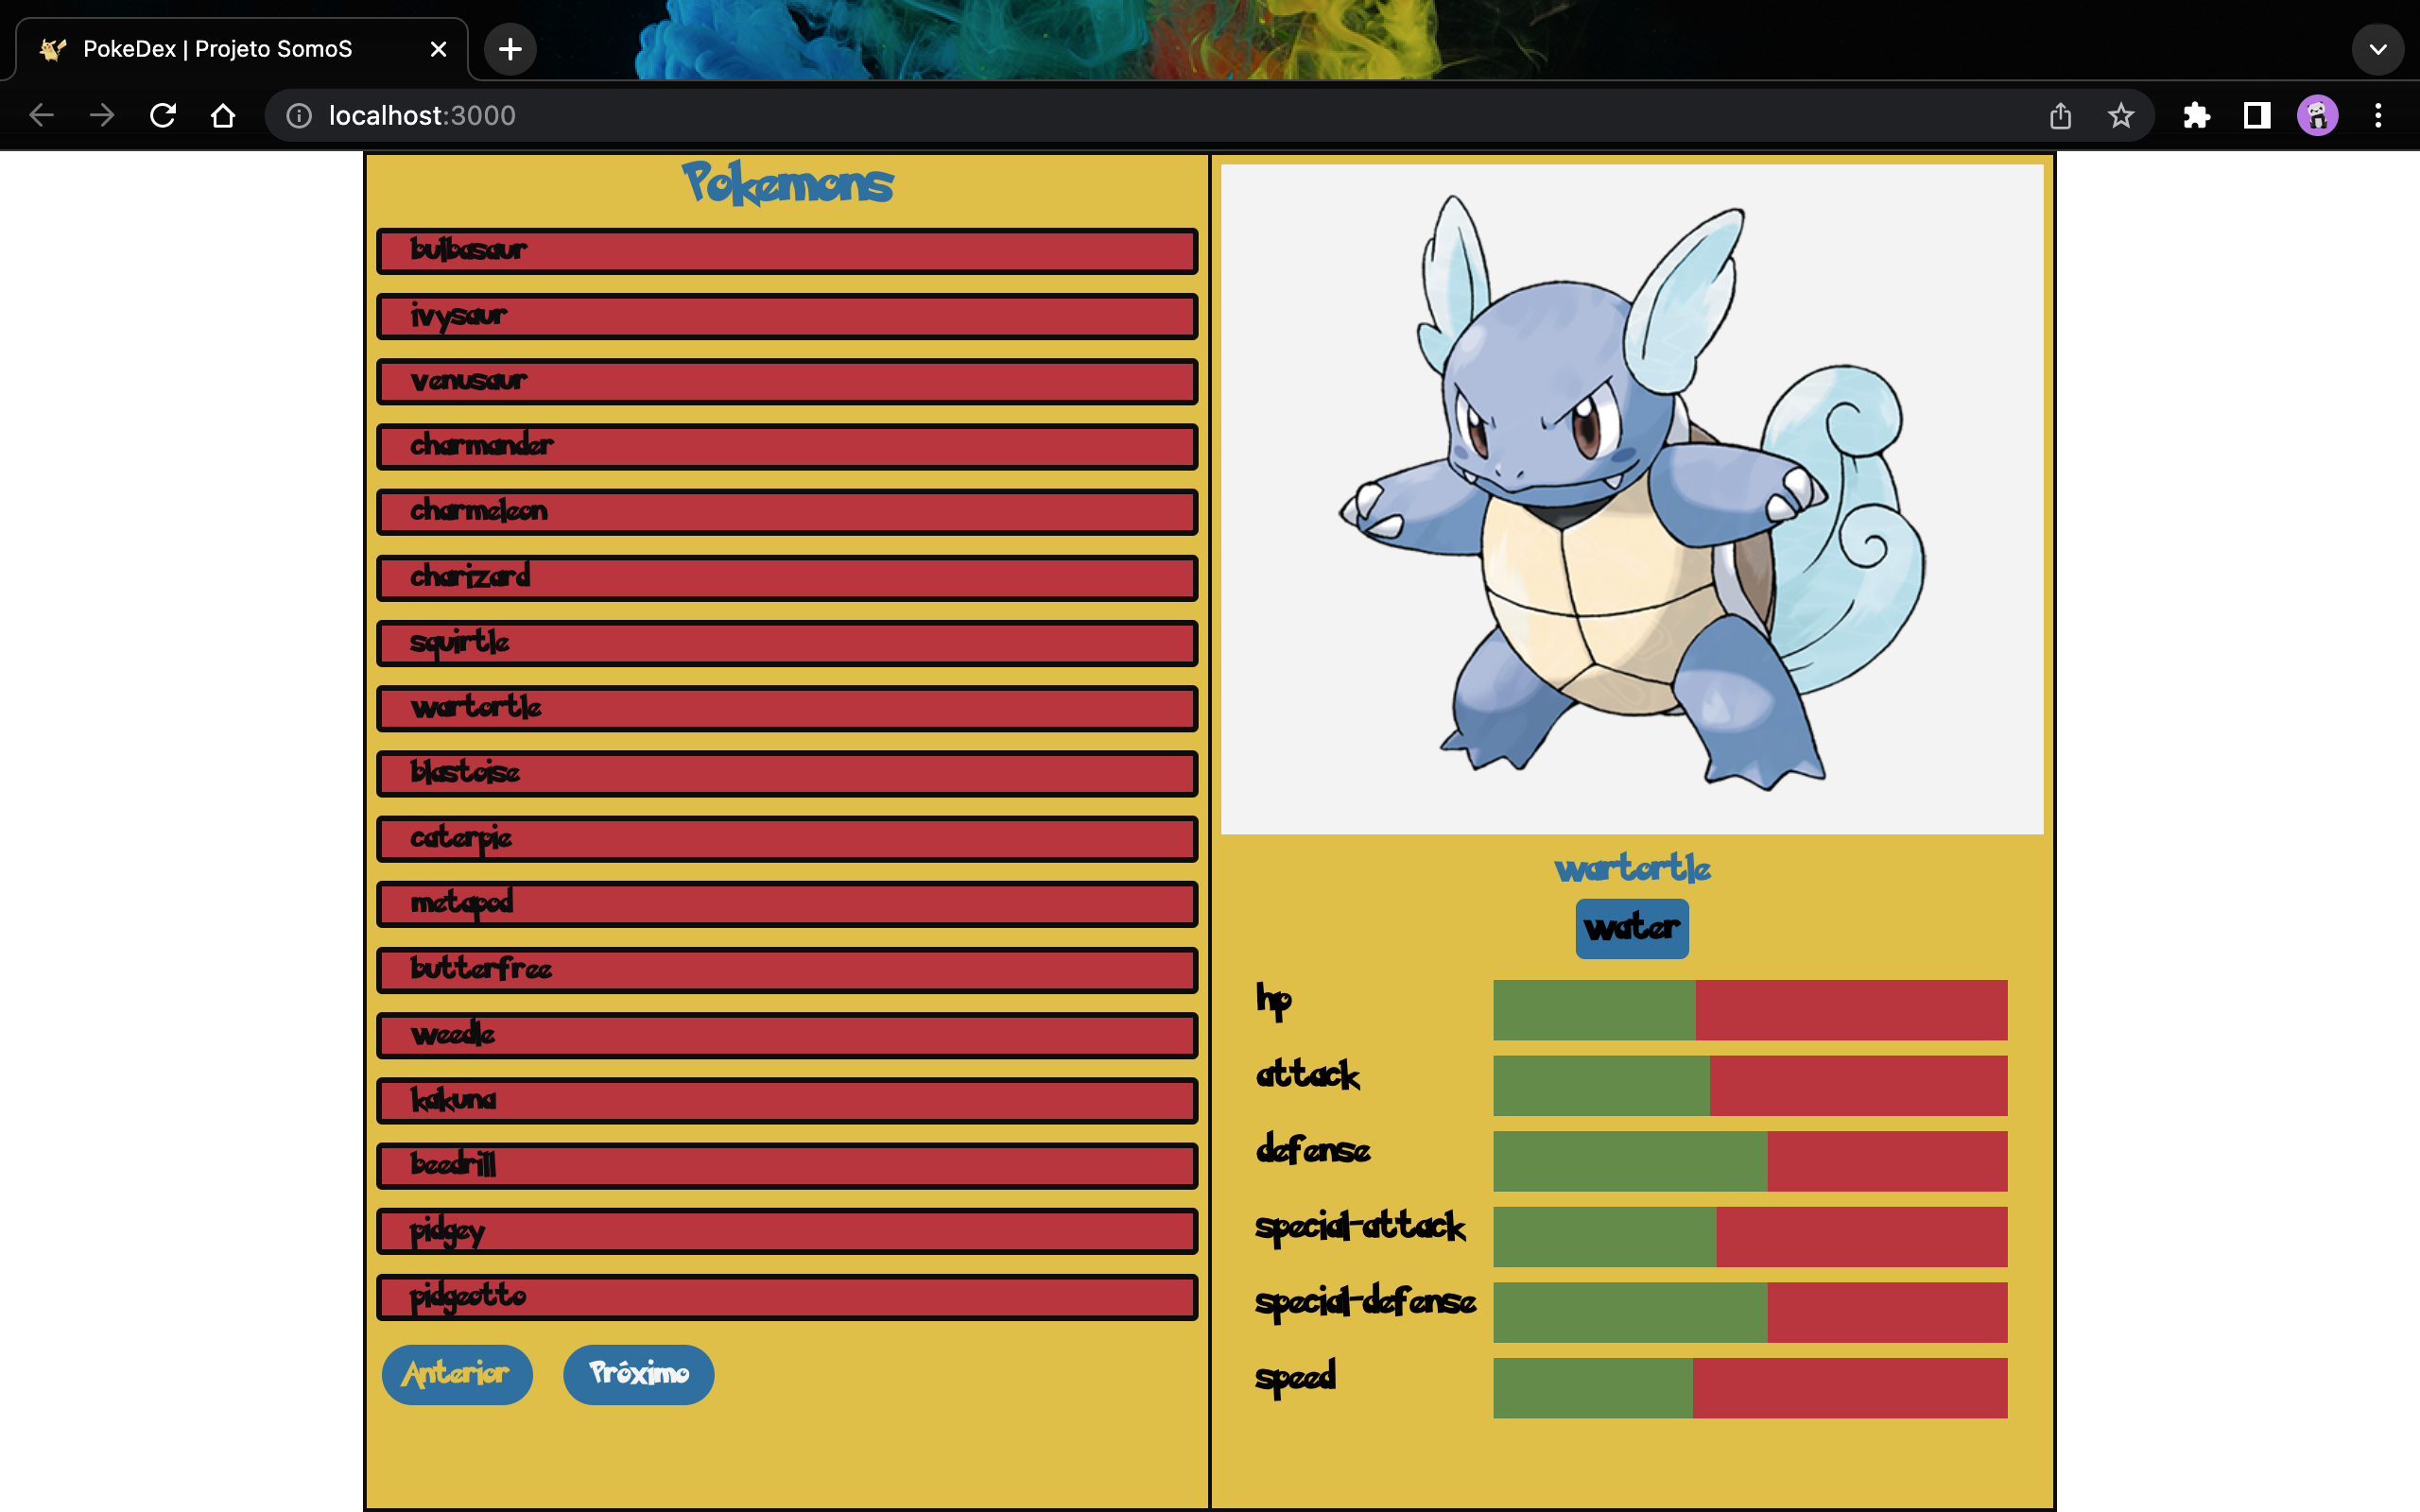 PokeDex | Projeto SomoS
localhost:3000
Pokemons
bulbasaur
ivysaur
venusaur
charmander
charmeleon
charizard
squirtle
wartortle
blastoise
caterpie
metapod
butterfree
weedle
kakuna
beedrill
pidgey
pidgeotto
Anterior Próximo
wartortle
water
hp
attack
defense
special-attack
special-defense
speed